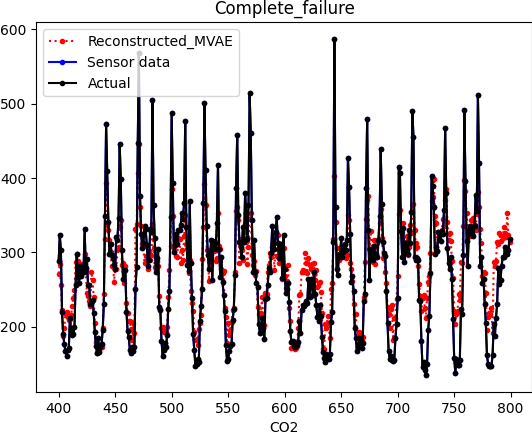 Complete_failure
Reconstructed_MVAE
Sensor data
Actual
600
500
400
300
200
400 450 500 550 600 650 700 750 800
CO2